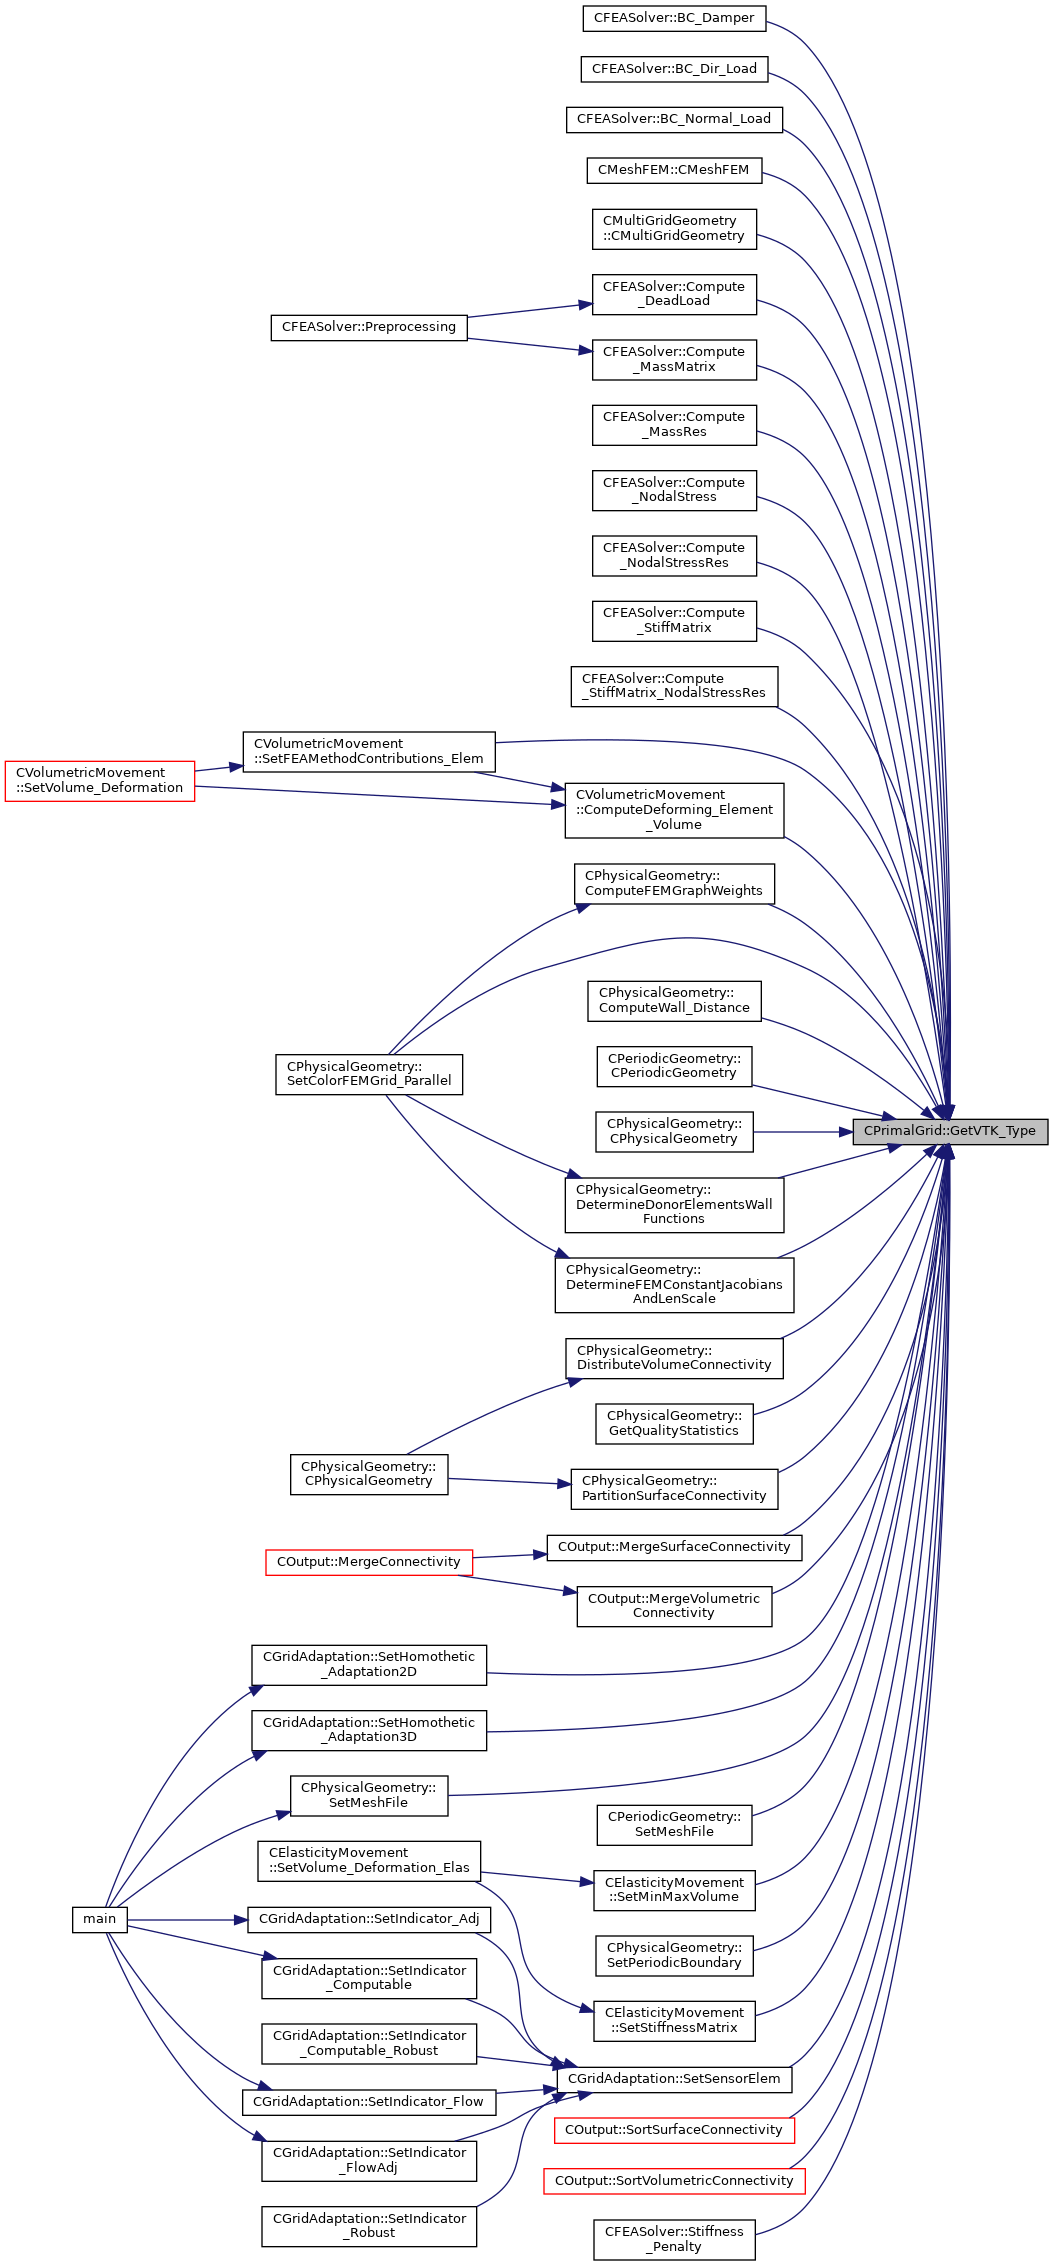 CFEASolver::BC_Damper
CFEASolver::BC_Dir_Load
CFEASolver::BC_Normal_Load
CMeshFEM::CMeshFEM
CMultiGridGeometry
::CMultiGridGeometry
CFEASolver::Compute
_DeadLoad
CFEASolver::Preprocessing
CFEASolver::Compute
_MassMatrix
CFEASolver::Compute
_MassRes
CFEASolver::Compute
_NodalStress
CFEASolver::Compute
_NodalStressRes
CFEASolver::Compute
_StiffMatrix
CFEASolver::Compute
_StiffMatrix_NodalStressRes
CVolumetricMovement
::SetFEAMethodContributions_Elem
CVolumetricMovement
::SetVolume_Deformation
CVolumetricMovement
::ComputeDeforming_Element
_Volume
CPhysicalGeometry::
ComputeFEMGraphWeights
CPhysicalGeometry::
ComputeWall_Distance
CPhysicalGeometry::
SetColorFEMGrid_Parallel
CPeriodicGeometry::
CPeriodicGeometry
CPrimalGrid::GetVTK_Type
CPhysicalGeometry::
CPhysicalGeometry
CPhysicalGeometry::
DetermineDonorElementsWall
Functions
CPhysicalGeometry::
DetermineFEMConstantJacobians
AndLenScale
CPhysicalGeometry::
DistributeVolumeConnectivity
CPhysicalGeometry::
GetQualityStatistics
CPhysicalGeometry::
CPhysicalGeometry
CPhysicalGeometry::
PartitionSurfaceConnectivity
COutput::MergeSurfaceConnectivity
COutput::MergeConnectivity
COutput::MergeVolumetric
Connectivity
CGridAdaptation::SetHomothetic
_Adaptation2D
CGridAdaptation::SetHomothetic
_Adaptation3D
CPhysicalGeometry::
SetMeshFile
CPeriodicGeometry::
SetMeshFile
CElasticityMovement
::SetVolume_Deformation_Elas
CElasticityMovement
::SetMinMaxVolume
main
CGridAdaptation::SetIndicator_Adj
CPhysicalGeometry::
SetPeriodicBoundary
CGridAdaptation::SetIndicator
_Computable
CElasticityMovement
::SetStiffnessMatrix
CGridAdaptation::SetIndicator
_Computable_Robust
CGridAdaptation::SetSensorElem
CGridAdaptation::SetIndicator_Flow
COutput::SortSurfaceConnectivity
CGridAdaptation::SetIndicator
_FlowAdj
COutput::SortVolumetricConnectivity
CGridAdaptation::SetIndicator
_Robust
CFEASolver::Stiffness
_Penalty